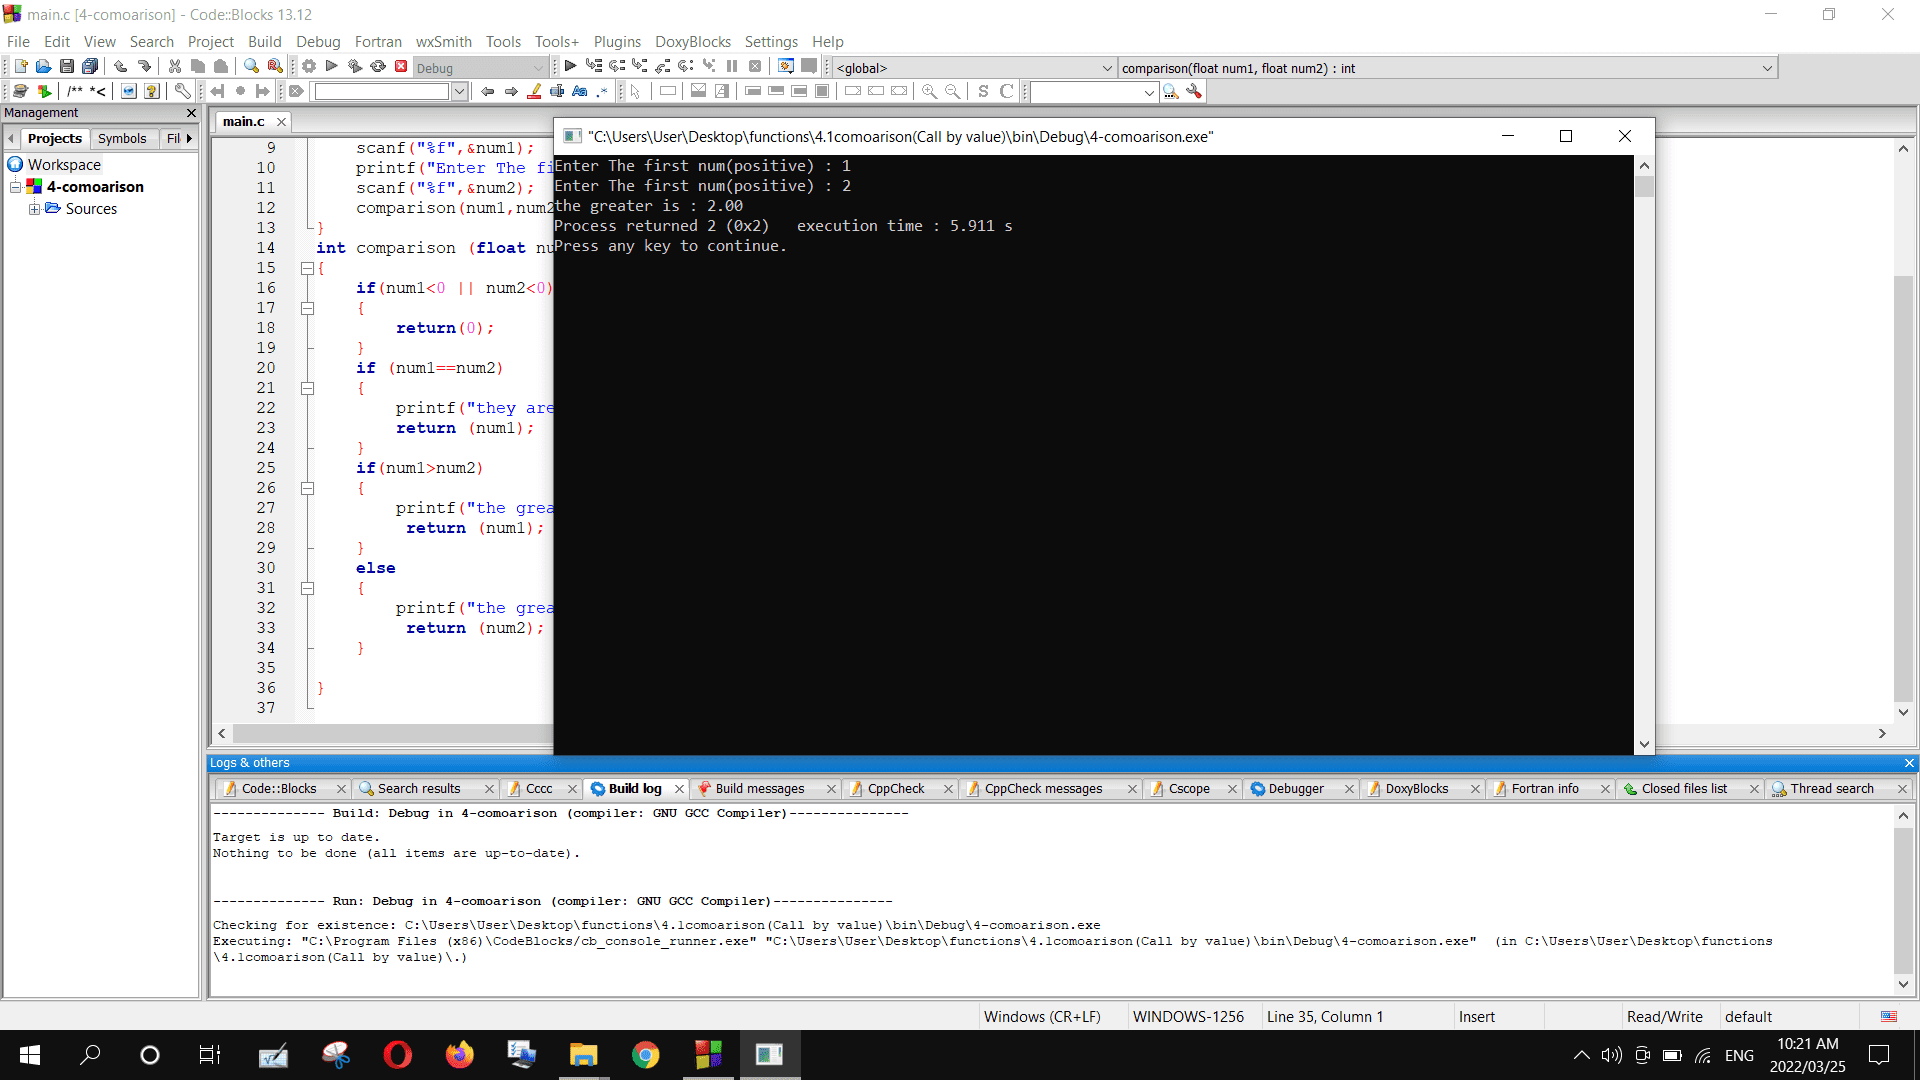 main.c [4-comoarison] - Code::Blocks 13.12
File Edit View Search Project Build Debug Fortran wxSmith Tools Tools+ Plugins DoxyBlocks Settings Help
Debug
<global>
comparison(float num1, float num2) : int
/** *<
Aa .*
S C
Management
Projects Symbols Fil
Workspace
4-comoarison
Sources
main.c
9 scanf("%f",&num1);
10 printf("Enter The fi
11 scanf("%f",&num2);
12 comparison(num1,num2
13 }
14 int comparison (float nu
15 {
16 if(num1<0 || num2<0)
17 {
18 return(0);
19 }
20 if (num1==num2)
21 {
22 printf("they are
23 return (num1);
24 }
25 if(num1>num2)
26 {
27 printf("the grea
28 return (num1);
29 }
30 else
31 {
32 printf("the grea
33 return (num2);
34 }
35
36 }
37
"C:\Users\User\Desktop\functions\4.1comoarison(Call by value)\bin\Debug\4-comoarison.exe"
Enter The first num(positive) : 1
Enter The first num(positive) : 2
the greater is : 2.00
Process returned 2 (0x2)   execution time : 5.911 s
Press any key to continue.
Logs & others
Code::Blocks Search results Cccc Build log Build messages CppCheck CppCheck messages Cscope Debugger DoxyBlocks Fortran info Closed files list Thread search
-------------- Build: Debug in 4-comoarison (compiler: GNU GCC Compiler)---------------
Target is up to date.
Nothing to be done (all items are up-to-date).
-------------- Run: Debug in 4-comoarison (compiler: GNU GCC Compiler)---------------
Checking for existence: C:\Users\User\Desktop\functions\4.1comoarison(Call by value)\bin\Debug\4-comoarison.exe
Executing: "C:\Program Files (x86)\CodeBlocks/cb_console_runner.exe" "C:\Users\User\Desktop\functions\4.1comoarison(Call by value)\bin\Debug\4-comoarison.exe"  (in C:\Users\User\Desktop\functions
\4.1comoarison(Call by value)\.)
Windows (CR+LF) WINDOWS-1256 Line 35, Column 1 Insert Read/Write default
ENG
10:21 AM
2022/03/25